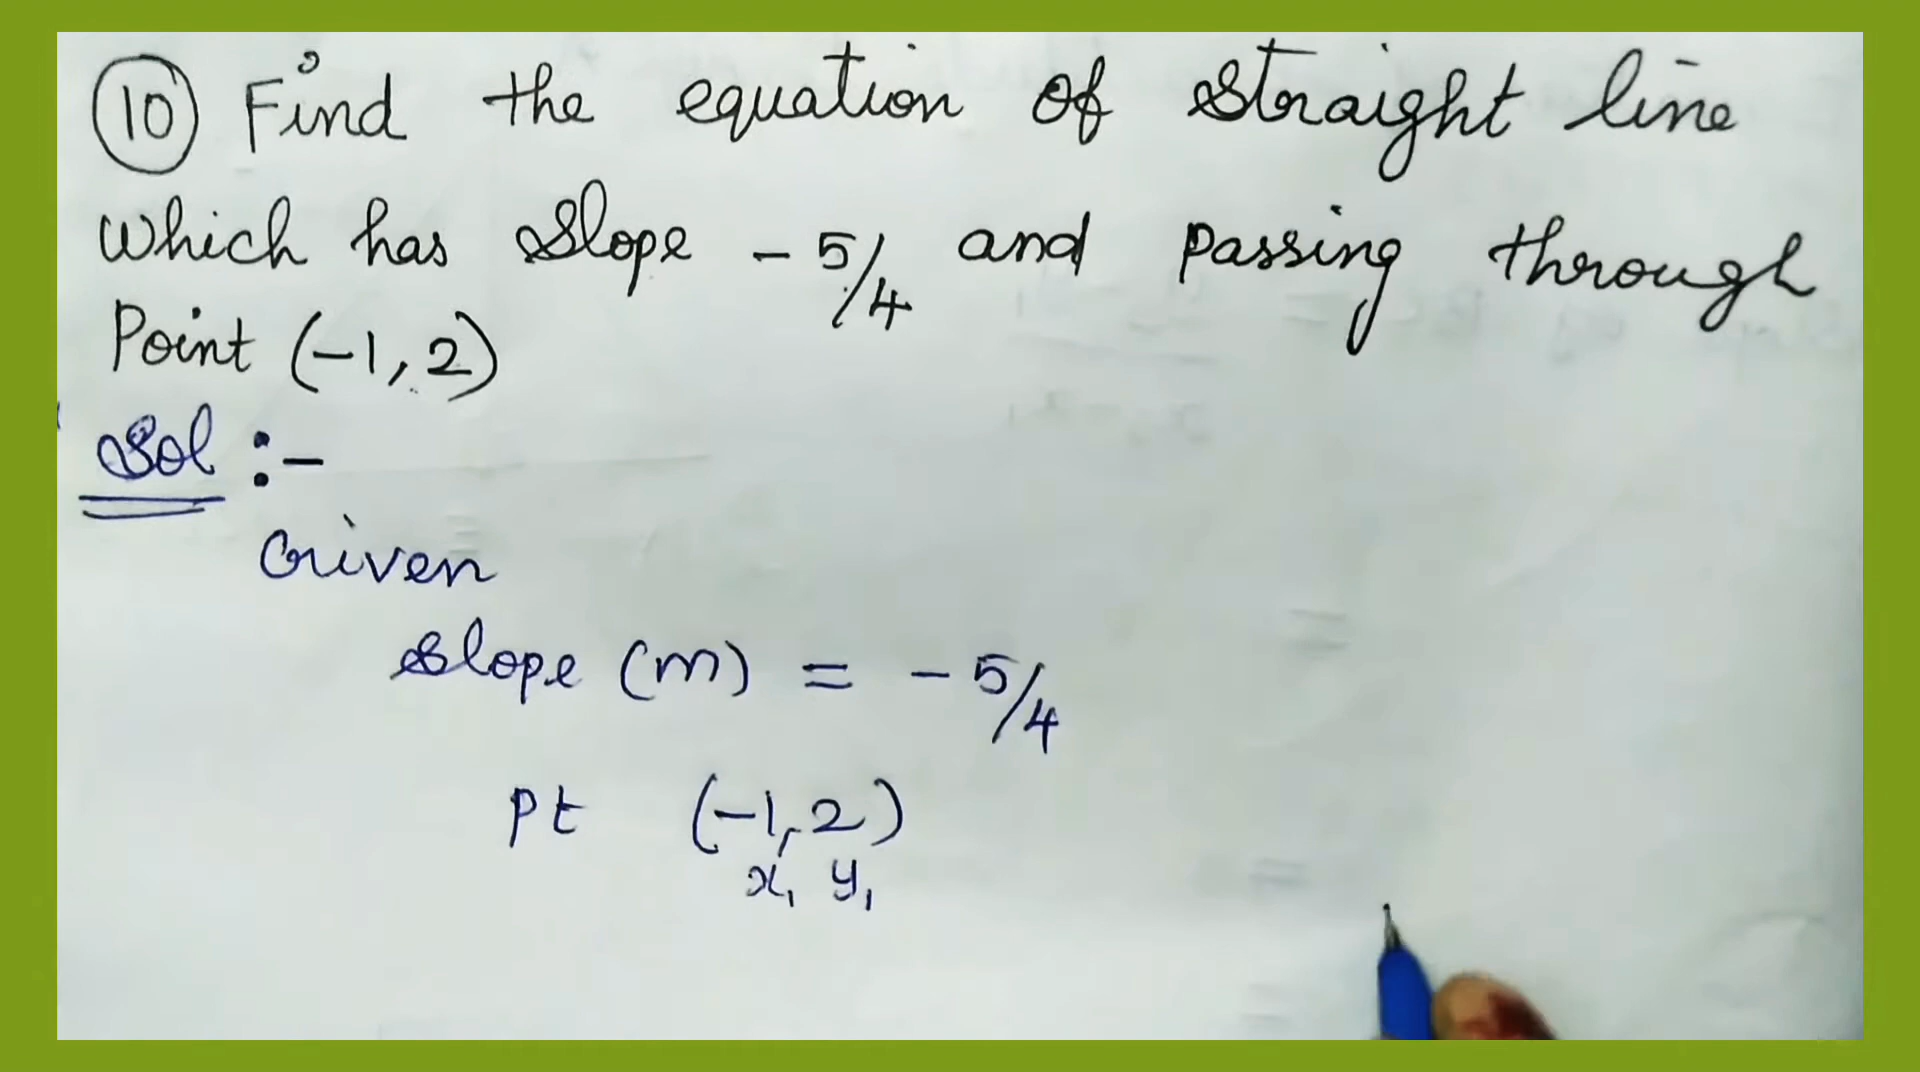 10 Find the equation of straight line
which has slope - 5/4 and passing through
Point (-1, 2)
Sol :-
Given
slope (m) = - 5/4
pt (-1, 2)
x₁ y₁